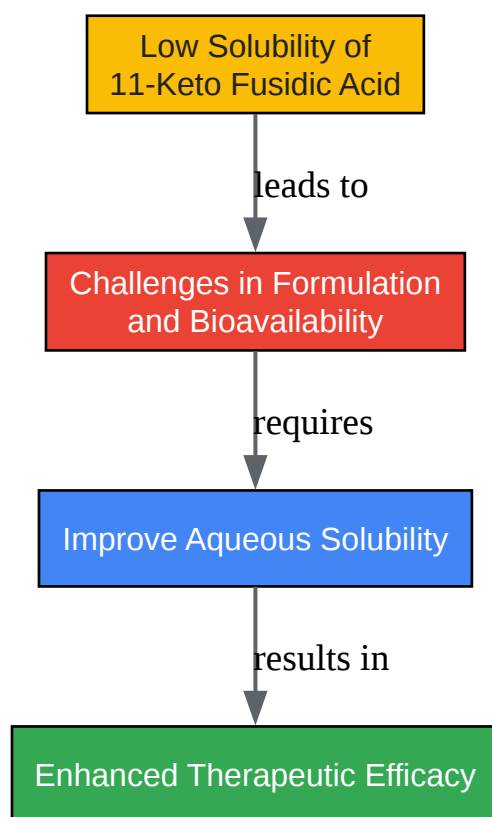 Low Solubility of
11-Keto Fusidic Acid
leads to
Challenges in Formulation
and Bioavailability
requires
Improve Aqueous Solubility
results in
Enhanced Therapeutic Efficacy